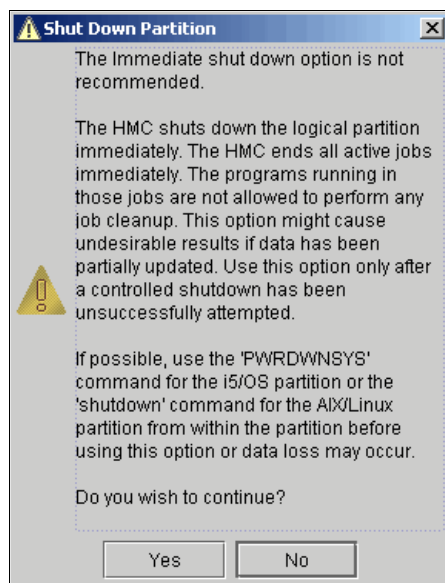 Shut Down Partition
The Immediate shut down option is not
recommended.
The HMC shuts down the logical partition
immediately. The HMC ends all active jobs
immediately. The programs running in
those jobs are not allowed to perform any
job cleanup. This option might cause
undesirable results if data has been
partially updated. Use this option only after
a controlled shutdown has been
unsuccessfully attempted.
If possible, use the 'PWRDWNSYS'
command for the i5/OS partition or the
'shutdown' command for the AIX/Linux
partition from within the partition before
using this option or data loss may occur.
Do you wish to continue?
Yes
No